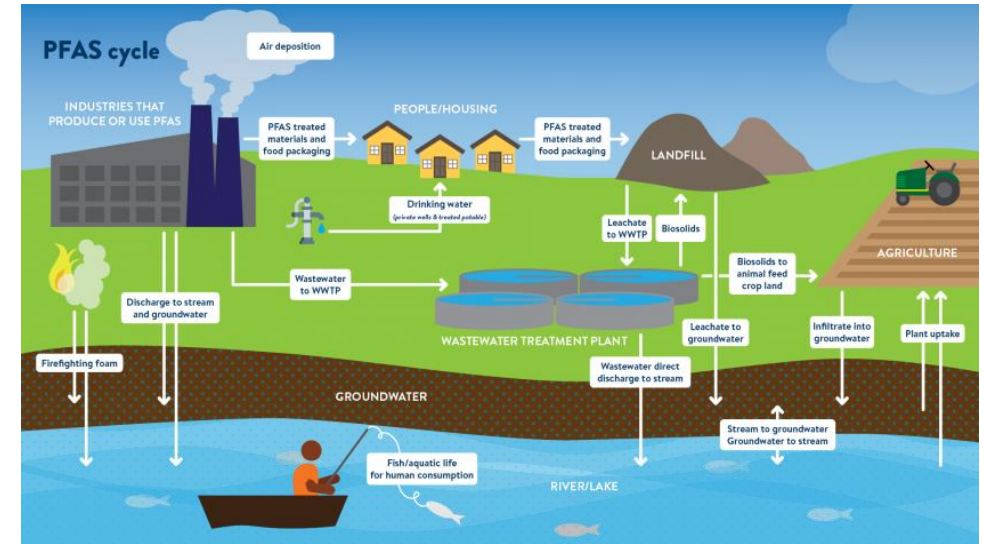 PFAS cycle
Air deposition
INDUSTRIES THAT
PRODUCE OR USE PFAS
PEOPLE/HOUSING
PFAS treated
materials and
food packaging
PFAS treated
materials and
food packaging
LANDFILL
Drinking water
(private wells & treated potable)
Leachate
to WWTP
Biosolids
AGRICULTURE
Biosolids to
animal feed
crop land
Wastewater
to WWTP
Discharge to stream
and groundwater
Leachate to
groundwater
Infiltrate into
groundwater
Plant uptake
WASTEWATER TREATMENT PLANT
Firefighting foam
Wastewater direct
discharge to stream
GROUNDWATER
Stream to groundwater
Groundwater to stream
Fish/aquatic life
for human consumption
RIVER/LAKE